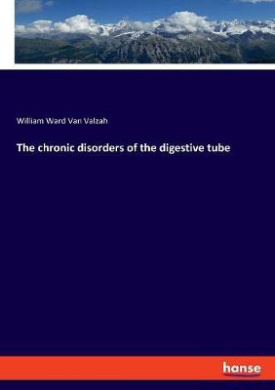 William Ward Van Valzah
The chronic disorders of the digestive tube
hanse